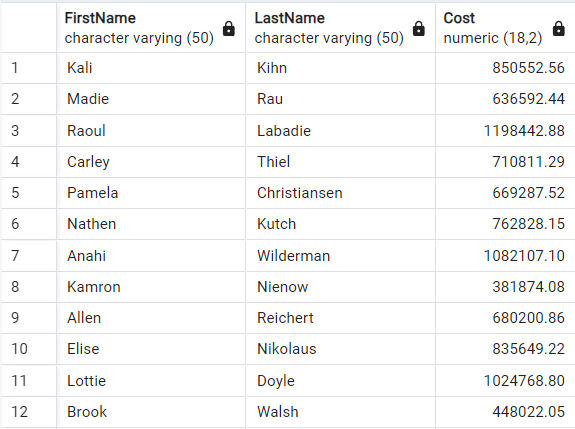 FirstName LastName Cost
character varying (50) character varying (50) numeric (18,2)
1 Kali Kihn 850552.56
2 Madie Rau 636592.44
3 Raoul Labadie 1198442.88
4 Carley Thiel 710811.29
5 Pamela Christiansen 669287.52
6 Nathen Kutch 762828.15
7 Anahi Wilderman 1082107.10
8 Kamron Nienow 381874.08
9 Allen Reichert 680200.86
10 Elise Nikolaus 835649.22
11 Lottie Doyle 1024768.80
12 Brook Walsh 448022.05